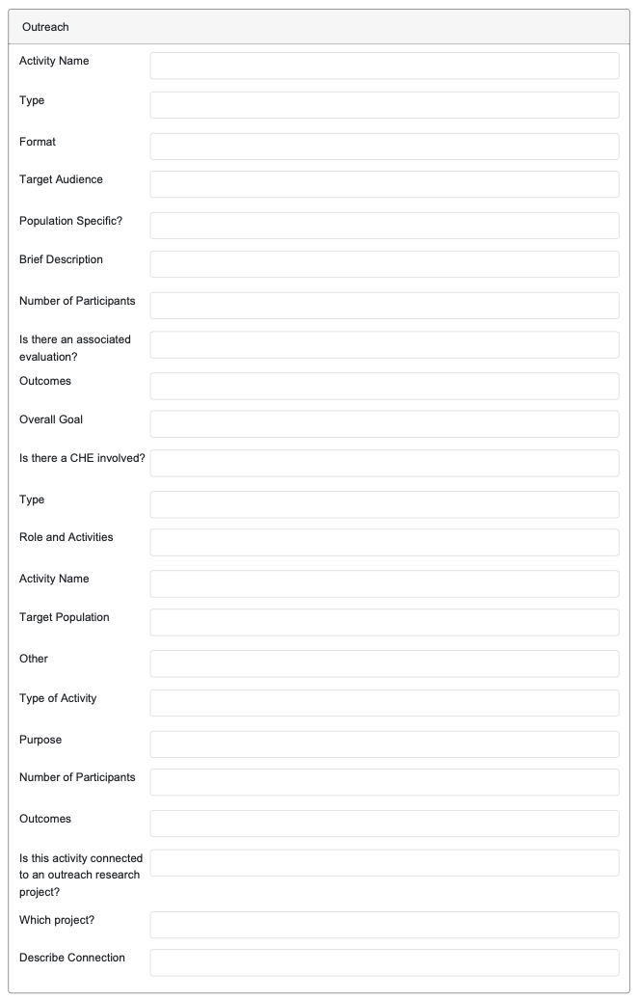 Outreach
Activity Name
Type
Format
Target Audience
Population Specific?
Brief Description
Number of Participants
Is there an associated
evaluation?
Outcomes
Overall Goal
Is there a CHE involved?
Type
Role and Activities
Activity Name
Target Population
Other
Type of Activity
Purpose
Number of Participants
Outcomes
Is this activity connected
to an outreach research
project?
Which project?
Describe Connection